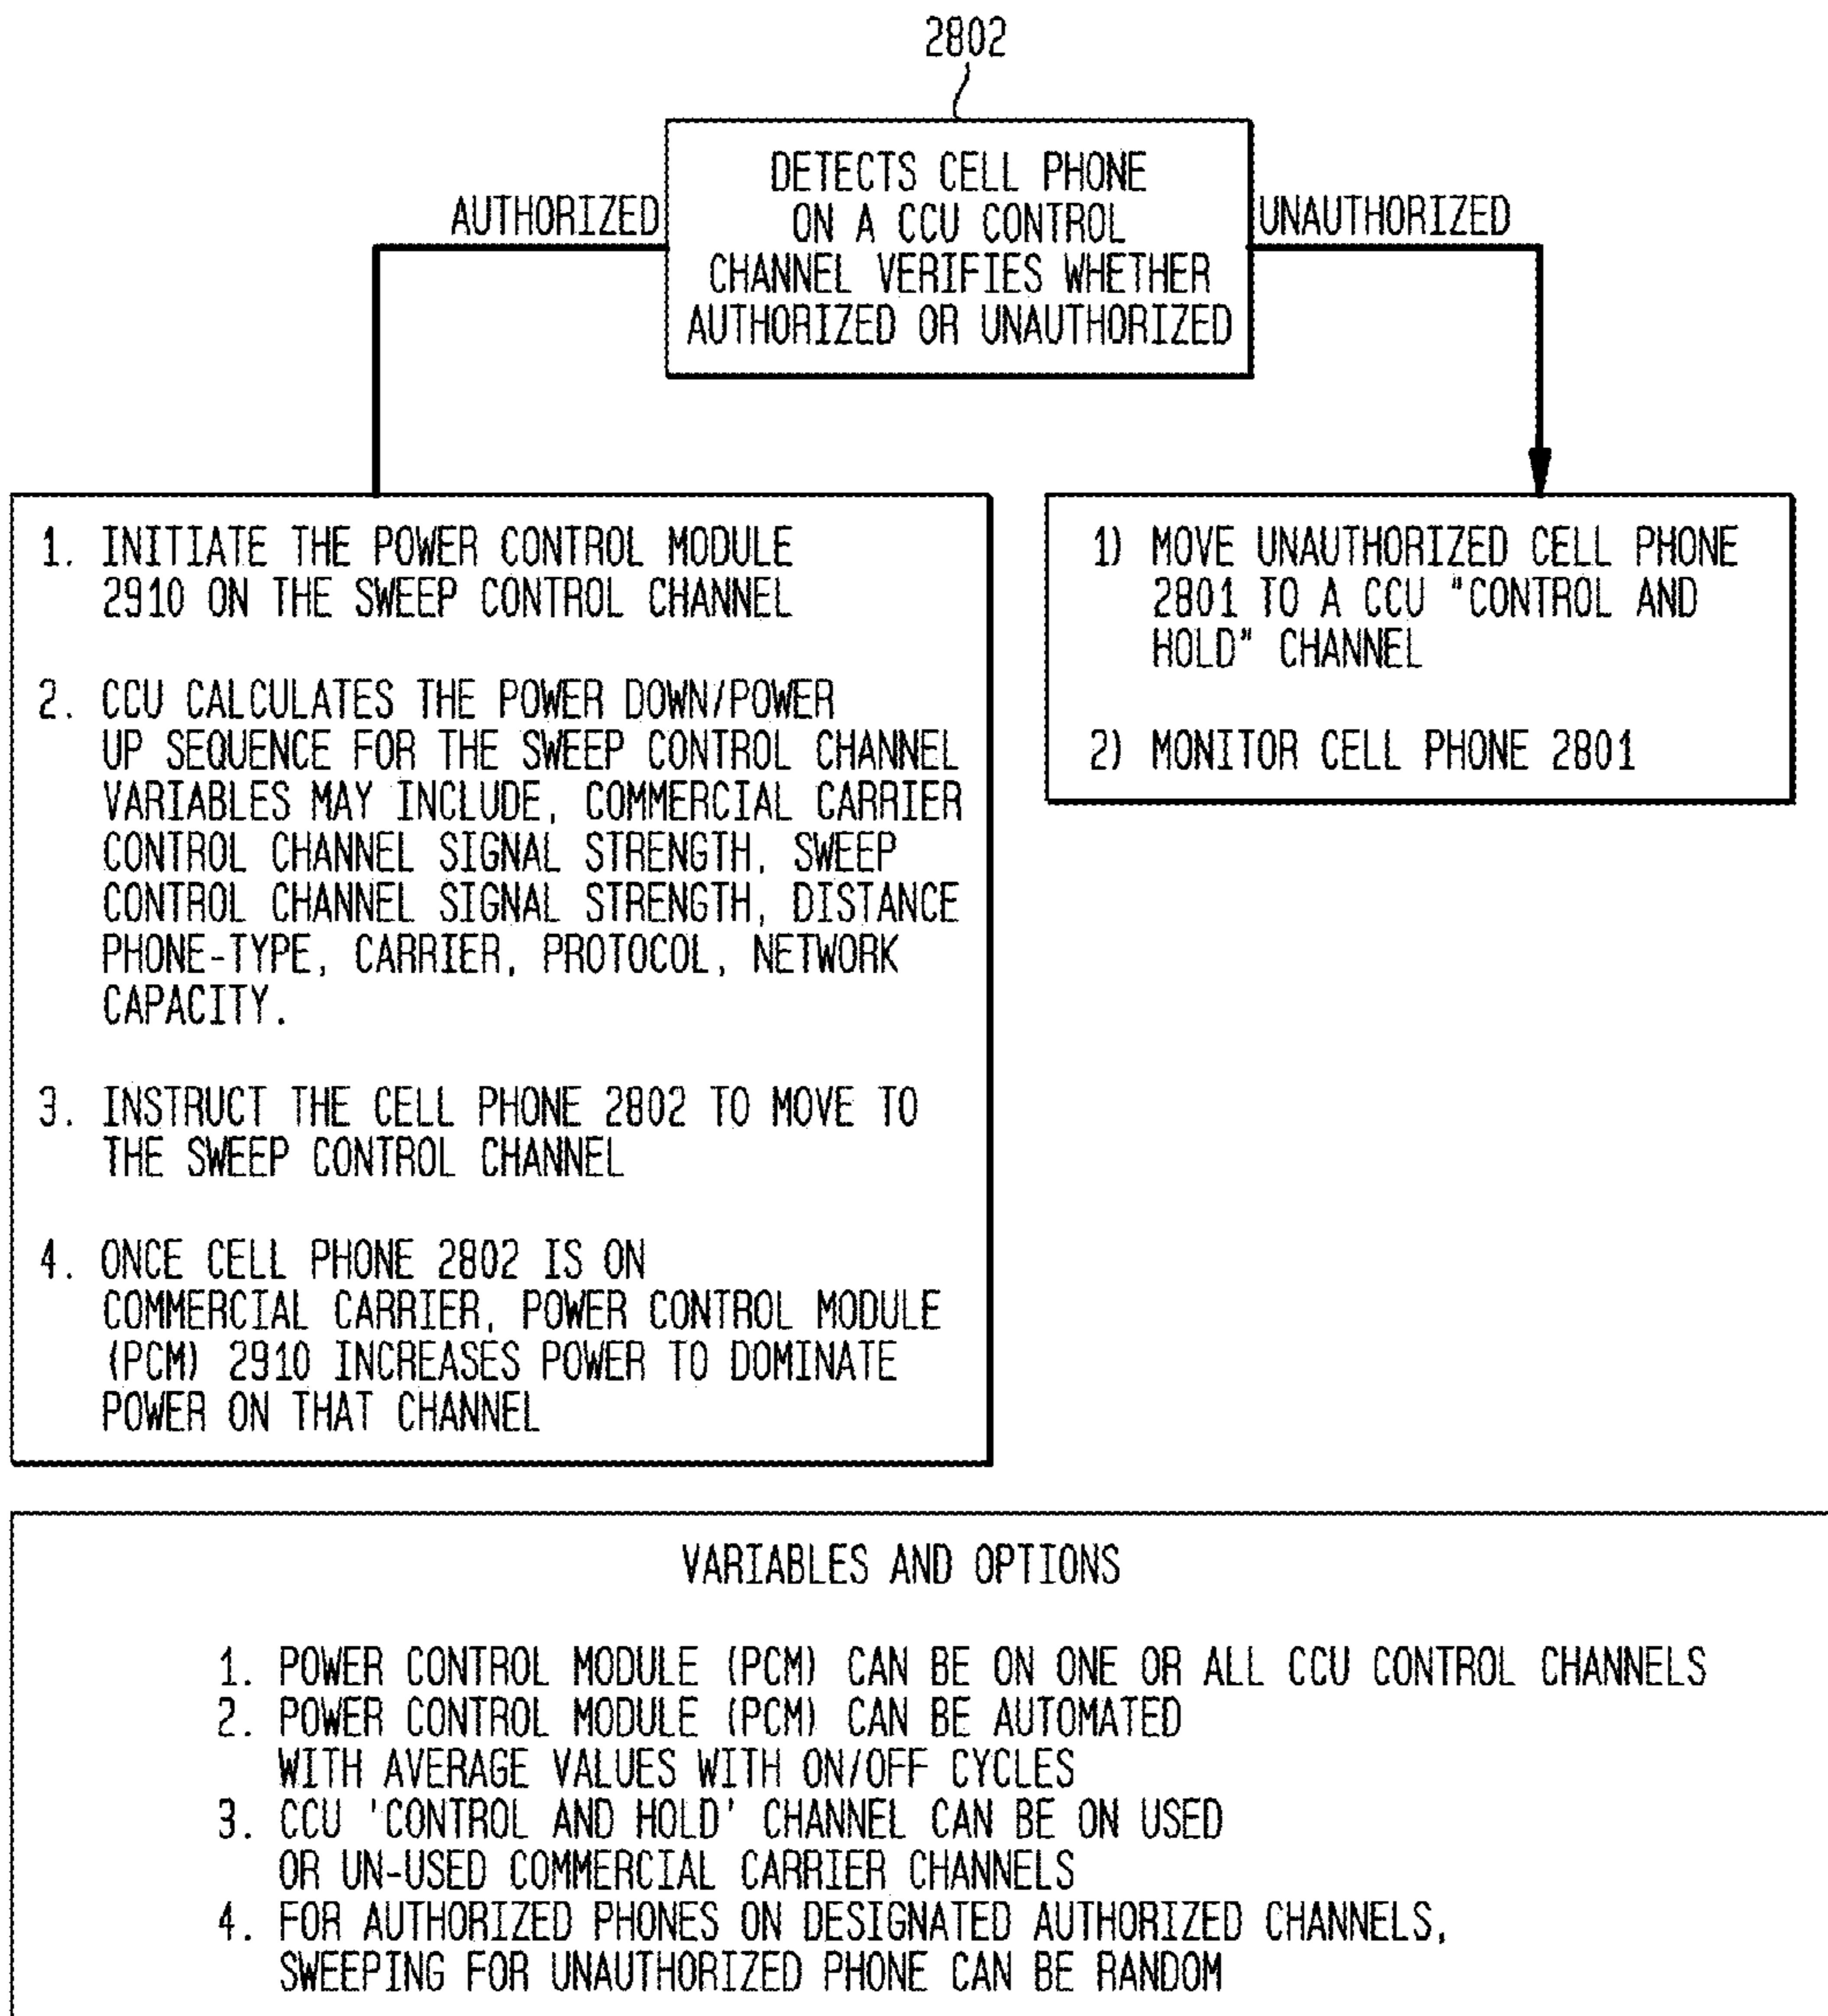 2802
DETECTS CELL PHONE
ON A CCU CONTROL
CHANNEL VERIFIES WHETHER
AUTHORIZED OR UNAUTHORIZED
AUTHORIZED
UNAUTHORIZED
1. INITIATE THE POWER CONTROL MODULE
2910 ON THE SWEEP CONTROL CHANNEL
2. CCU CALCULATES THE POWER DOWN/POWER
UP SEQUENCE FOR THE SWEEP CONTROL CHANNEL
VARIABLES MAY INCLUDE, COMMERCIAL CARRIER
CONTROL CHANNEL SIGNAL STRENGTH, SWEEP
CONTROL CHANNEL SIGNAL STRENGTH, DISTANCE
PHONE-TYPE, CARRIER, PROTOCOL, NETWORK
CAPACITY.
3. INSTRUCT THE CELL PHONE 2802 TO MOVE TO
THE SWEEP CONTROL CHANNEL
4. ONCE CELL PHONE 2802 IS ON
COMMERCIAL CARRIER, POWER CONTROL MODULE
(PCM) 2910 INCREASES POWER TO DOMINATE
POWER ON THAT CHANNEL
1) MOVE UNAUTHORIZED CELL PHONE
2801 TO A CCU "CONTROL AND
HOLD" CHANNEL
2) MONITOR CELL PHONE 2801
VARIABLES AND OPTIONS
1. POWER CONTROL MODULE (PCM) CAN BE ON ONE OR ALL CCU CONTROL CHANNELS
2. POWER CONTROL MODULE (PCM) CAN BE AUTOMATED
WITH AVERAGE VALUES WITH ON/OFF CYCLES
3. CCU 'CONTROL AND HOLD' CHANNEL CAN BE ON USED
OR UN-USED COMMERCIAL CARRIER CHANNELS
4. FOR AUTHORIZED PHONES ON DESIGNATED AUTHORIZED CHANNELS,
SWEEPING FOR UNAUTHORIZED PHONE CAN BE RANDOM